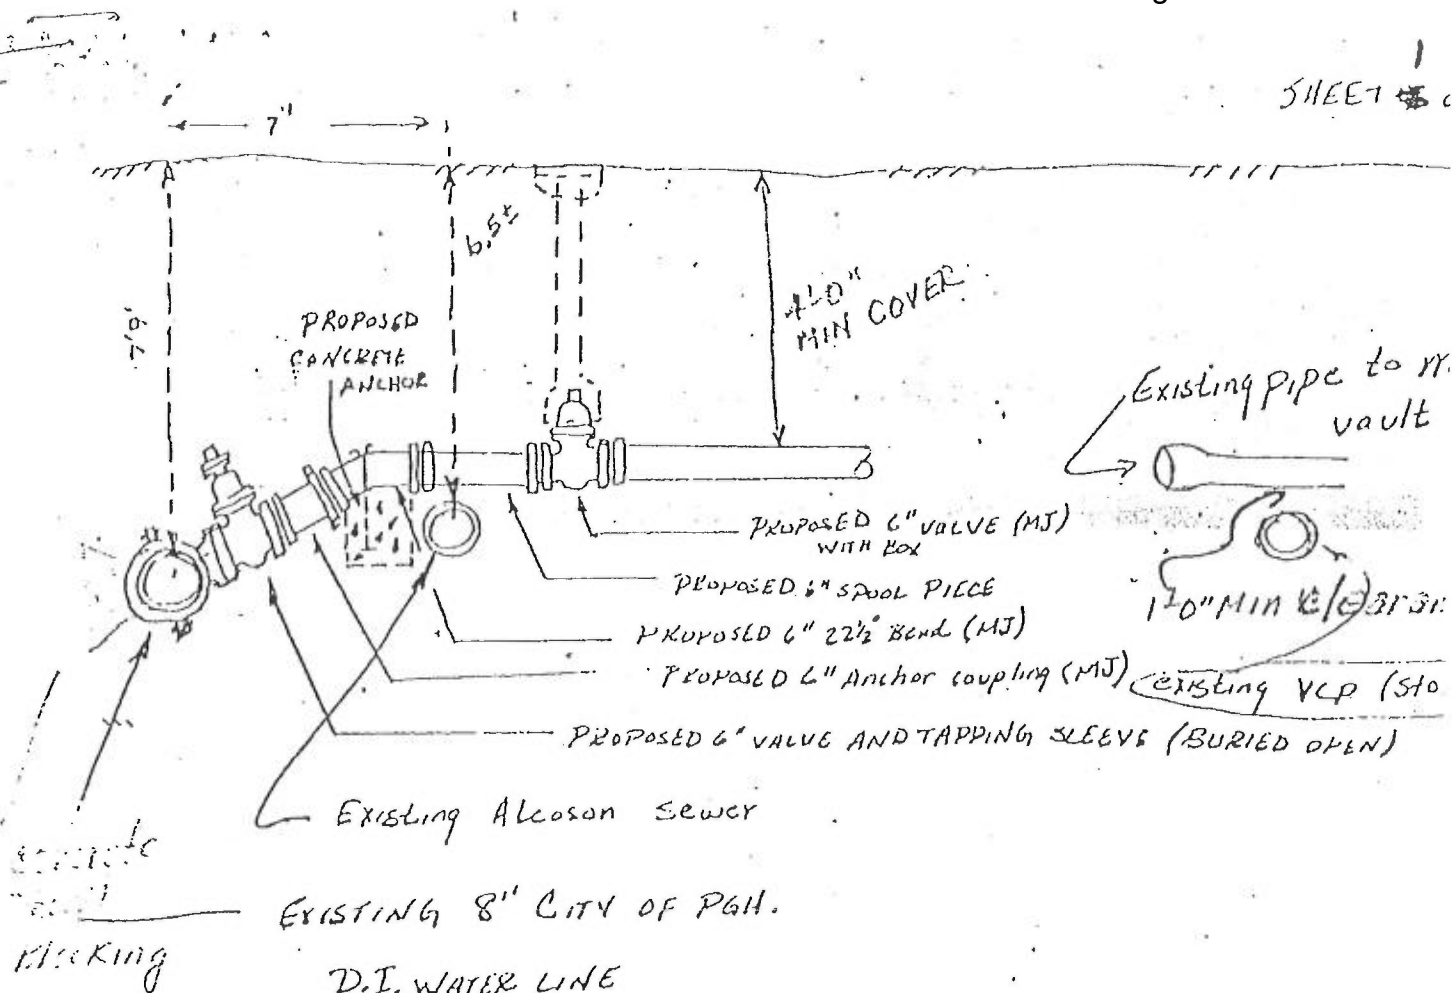 SHEET
7"
6.5±
7'9"
4'-0"
MIN COVER
PROPOSED
CONCRETE
ANCHOR
Existing pipe to
vault
PROPOSED 6" VALVE (MJ)
WITH BOX
PROPOSED 6" SPOOL PIECE
1'-0" Min
PROPOSED 6" 22½° Bend (MJ)
PROPOSED 6" Anchor coupling (MJ)
existing VCP (Sto
PROPOSED 6" VALVE AND TAPPING SLEEVE (BURIED OPEN)
Existing Alcosan Sewer
EXISTING 8" CITY OF PGH.
Blocking
D.I. WATER LINE